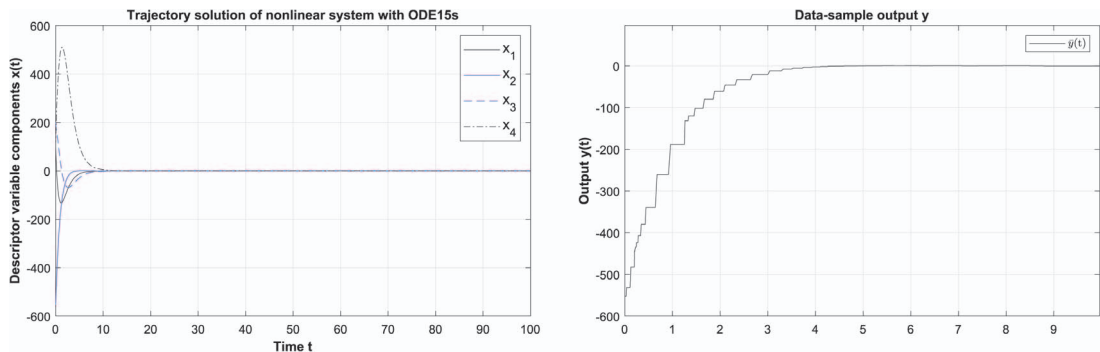 Trajectory solution of nonlinear system with ODE15s
Descriptor variable components x(t)
600
400
200
0
-200
-400
-600
0 10 20 30 40 50 60 70 80 90 100
Time t
x1
x2
x3
x4
Data-sample output y
Output y(t)
0
-100
-200
-300
-400
-500
-600
0 1 2 3 4 5 6 7 8 9
ȳ(t)